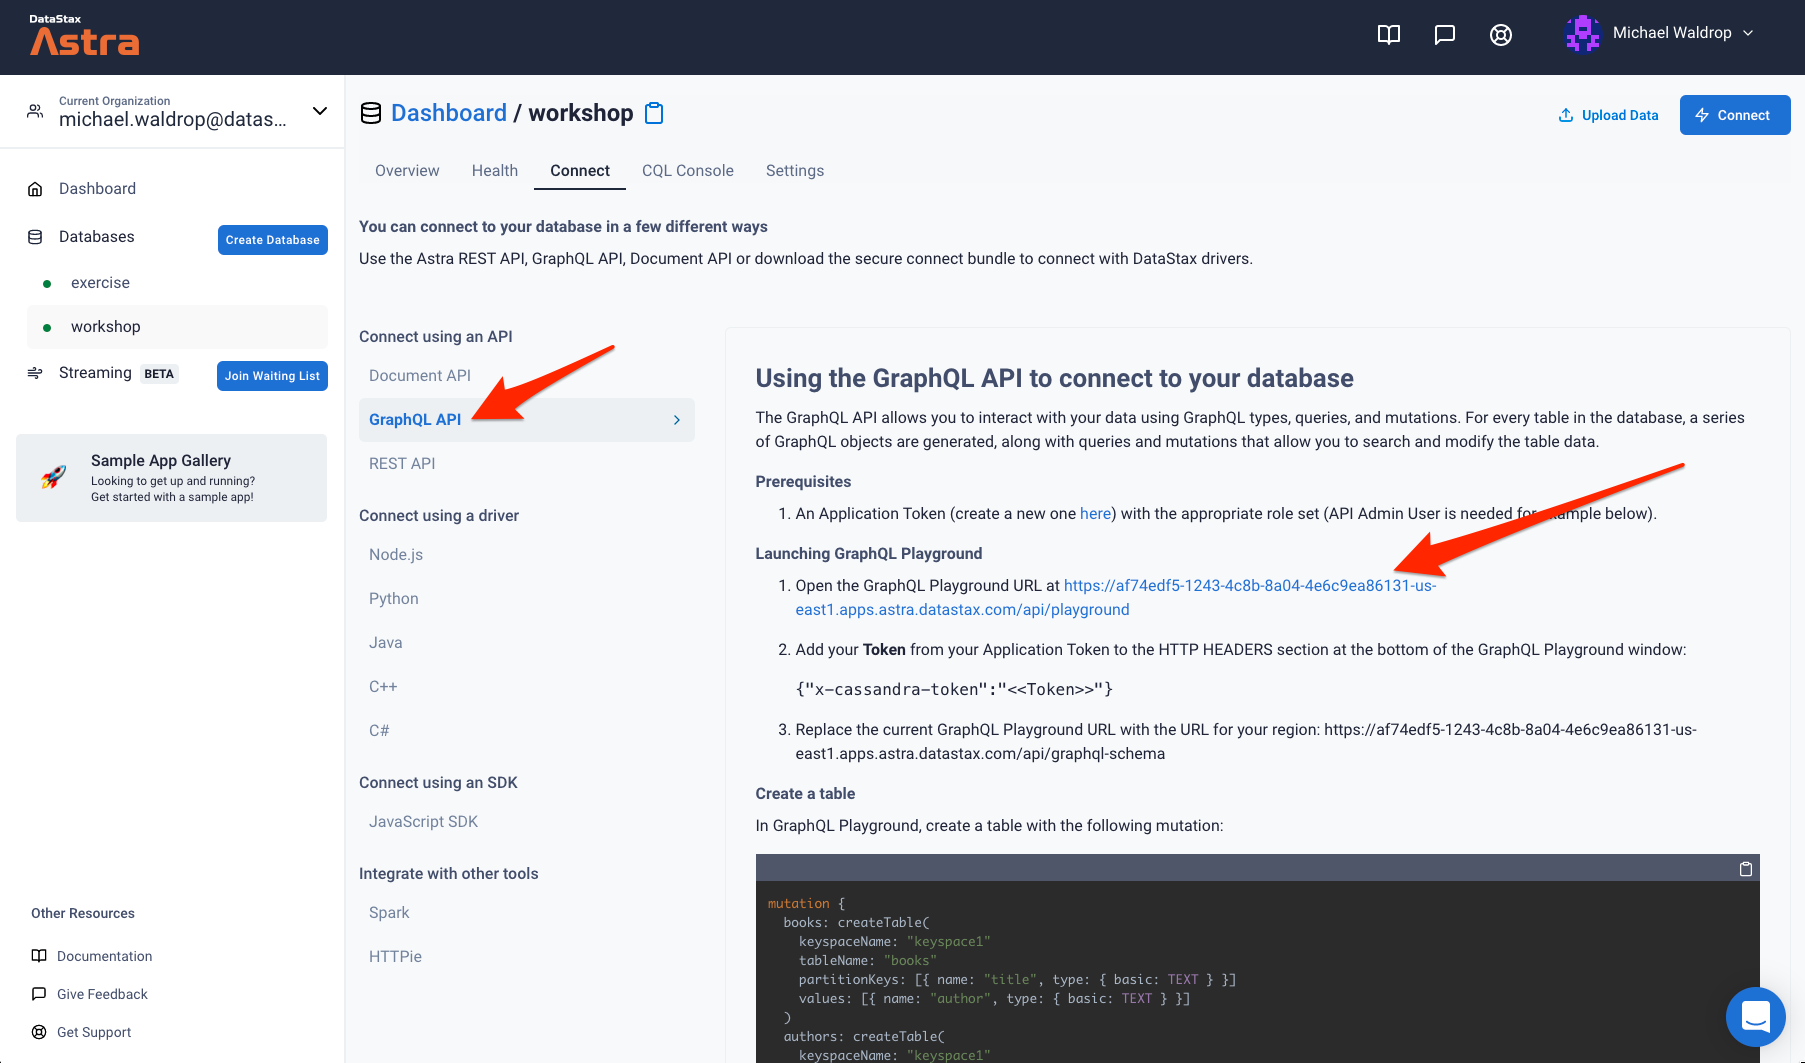 DataStax
Astra
Michael Waldrop
Current Organization
michael.waldrop@datas...
Dashboard
Databases
Create Database
exercise
workshop
Streaming BETA
Join Waiting List
Sample App Gallery
Looking to get up and running?
Get started with a sample app!
Other Resources
Documentation
Give Feedback
Get Support
Dashboard / workshop
Upload Data
Connect
Overview Health Connect CQL Console Settings
You can connect to your database in a few different ways
Use the Astra REST API, GraphQL API, Document API or download the secure connect bundle to connect with DataStax drivers.
Connect using an API
Document API
GraphQL API
REST API
Connect using a driver
Node.js
Python
Java
C++
C#
Connect using an SDK
JavaScript SDK
Integrate with other tools
Spark
HTTPie
Using the GraphQL API to connect to your database
The GraphQL API allows you to interact with your data using GraphQL types, queries, and mutations. For every table in the database, a series
of GraphQL objects are generated, along with queries and mutations that allow you to search and modify the table data.
Prerequisites
1. An Application Token (create a new one here) with the appropriate role set (API Admin User is needed for example below).
Launching GraphQL Playground
1. Open the GraphQL Playground URL at https://af74edf5-1243-4c8b-8a04-4e6c9ea86131-us-
east1.apps.astra.datastax.com/api/playground
2. Add your Token from your Application Token to the HTTP HEADERS section at the bottom of the GraphQL Playground window:
{"x-cassandra-token":"<<Token>>"}
3. Replace the current GraphQL Playground URL with the URL for your region: https://af74edf5-1243-4c8b-8a04-4e6c9ea86131-us-
east1.apps.astra.datastax.com/api/graphql-schema
Create a table
In GraphQL Playground, create a table with the following mutation:
mutation {
books: createTable(
keyspaceName: "keyspace1"
tableName: "books"
partitionKeys: [{ name: "title", type: { basic: TEXT } }]
values: [{ name: "author", type: { basic: TEXT } }]
)
authors: createTable(
keyspaceName: "keyspace1"